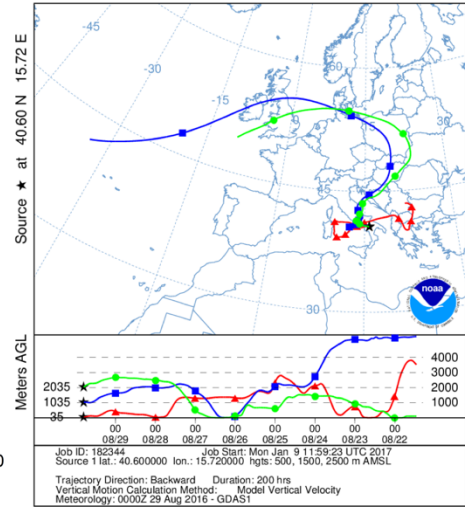 -45
-30
-15
30
45
45
30
15
Source ★ at 40.60 N 15.72 E
noaa
Meters AGL
4000
3000
2000
1000
2035
1035
35
00 00 00 00 00 00 00 00
08/29 08/28 08/27 08/26 08/25 08/24 08/23 08/22
0
Job ID: 182344 Job Start: Mon Jan 9 11:59:23 UTC 2017
Source 1 lat.: 40.600000 lon.: 15.720000 hgts: 500, 1500, 2500 m AMSL
Trajectory Direction: Backward Duration: 200 hrs
Vertical Motion Calculation Method: Model Vertical Velocity
Meteorology: 0000Z 29 Aug 2016 - GDAS1